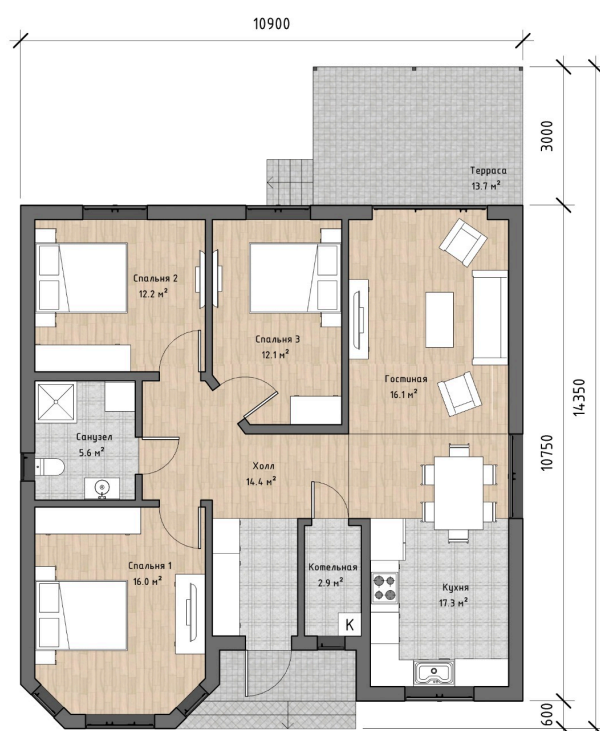 10900
3000
Терраса
13.7 м²
Спальня 2
12.2 м²
Спальня 3
12.1 м²
Гостиная
16.1 м²
14350
10750
Санузел
5.6 м²
Холл
14.4 м²
Спальня 1
16.0 м²
Котельная
2.9 м²
Кухня
17.3 м²
К
600